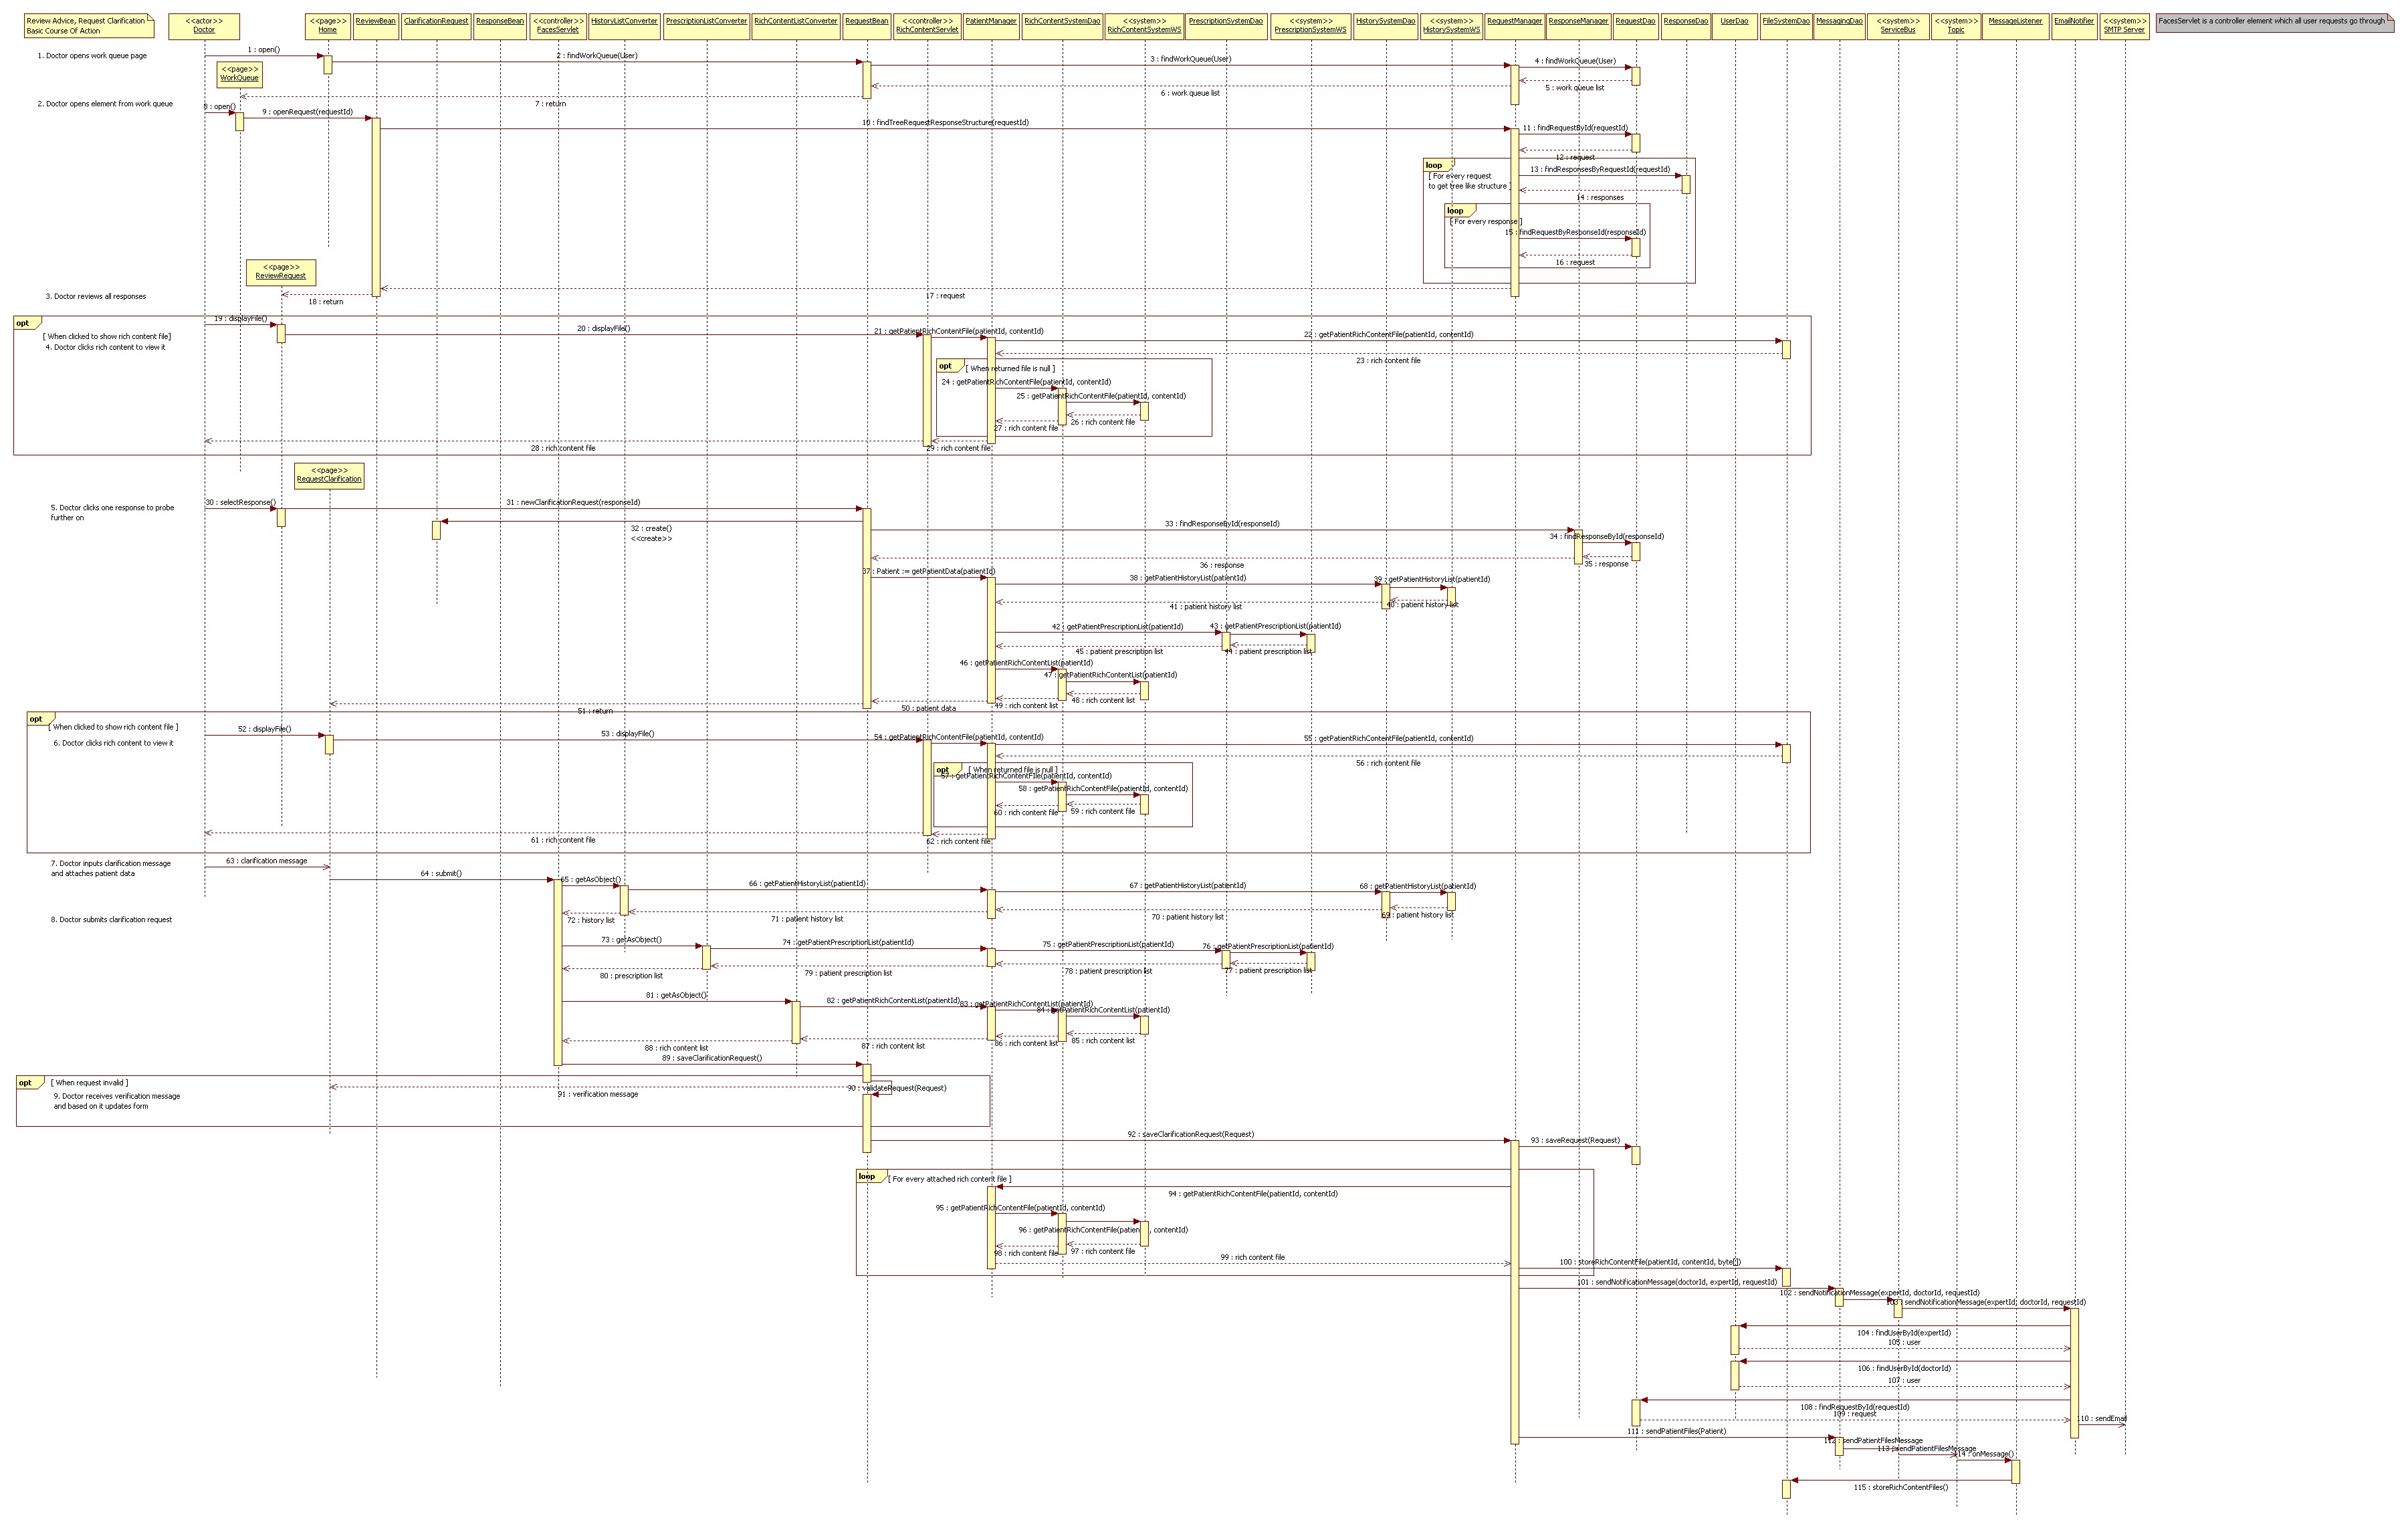 Review Advice, Request Clarification
Basic Course Of Action
<<actor>>
Doctor
<<page>>
Home
ReviewBean
ClarificationRequest
ResponseBean
<<controller>>
FacesServlet
HistoryListConverter
PrescriptionListConverter
RichContentListConverter
RequestBean
<<controller>>
RichContentServlet
PatientManager
RichContentSystemDao
<<system>>
RichContentSystemWS
PrescriptionSystemDao
<<system>>
PrescriptionSystemWS
HistorySystemDao
<<system>>
HistorySystemWS
RequestManager
ResponseManager
RequestDao
ResponseDao
UserDao
FileSystemDao
MessagingDao
<<system>>
ServiceBus
<<system>>
Topic
MessageListener
EmailNotifier
<<system>>
SMTP Server
FacesServlet is a controller element which all user requests go through
1. Doctor opens work queue page
1 : open()
2 : findWorkQueue(User)
3 : findWorkQueue(User)
4 : findWorkQueue(User)
<<page>>
WorkQueue
5 : work queue list
6 : work queue list
7 : return
2. Doctor opens element from work queue
8 : open()
9 : openRequest(requestId)
10 : findTreeRequestResponseStructure(requestId)
11 : findRequestById(requestId)
12 : request
loop
[ For every request
to get tree like structure ]
13 : findResponsesByRequestId(requestId)
14 : responses
loop
[ For every response ]
15 : findRequestByResponseId(responseId)
16 : request
<<page>>
ReviewRequest
3. Doctor reviews all responses
17 : request
18 : return
opt
[ When clicked to show rich content file]
4. Doctor clicks rich content to view it
19 : displayFile()
20 : displayFile()
21 : getPatientRichContentFile(patientId, contentId)
22 : getPatientRichContentFile(patientId, contentId)
23 : rich content file
opt
[ When returned file is null ]
24 : getPatientRichContentFile(patientId, contentId)
25 : getPatientRichContentFile(patientId, contentId)
26 : rich content file
27 : rich content file
28 : rich content file
29 : rich content file
<<page>>
RequestClarification
5. Doctor clicks one response to probe
further on
30 : selectResponse()
31 : newClarificationRequest(responseId)
32 : create()
<<create>>
33 : findResponseById(responseId)
34 : findResponseById(responseId)
35 : response
36 : response
37 : Patient := getPatientData(patientId)
38 : getPatientHistoryList(patientId)
39 : getPatientHistoryList(patientId)
40 : patient history list
41 : patient history list
42 : getPatientPrescriptionList(patientId)
43 : getPatientPrescriptionList(patientId)
44 : patient prescription list
45 : patient prescription list
46 : getPatientRichContentList(patientId)
47 : getPatientRichContentList(patientId)
48 : rich content list
49 : rich content list
50 : patient data
51 : return
opt
[ When clicked to show rich content file ]
6. Doctor clicks rich content to view it
52 : displayFile()
53 : displayFile()
54 : getPatientRichContentFile(patientId, contentId)
55 : getPatientRichContentFile(patientId, contentId)
56 : rich content file
opt
[ When returned file is null ]
57 : getPatientRichContentFile(patientId, contentId)
58 : getPatientRichContentFile(patientId, contentId)
59 : rich content file
60 : rich content file
61 : rich content file
62 : rich content file
7. Doctor inputs clarification message
and attaches patient data
63 : clarification message
64 : submit()
65 : getAsObject()
66 : getPatientHistoryList(patientId)
67 : getPatientHistoryList(patientId)
68 : getPatientHistoryList(patientId)
69 : patient history list
70 : patient history list
71 : patient history list
72 : history list
8. Doctor submits clarification request
73 : getAsObject()
74 : getPatientPrescriptionList(patientId)
75 : getPatientPrescriptionList(patientId)
76 : getPatientPrescriptionList(patientId)
77 : patient prescription list
78 : patient prescription list
79 : patient prescription list
80 : prescription list
81 : getAsObject()
82 : getPatientRichContentList(patientId)
83 : getPatientRichContentList(patientId)
84 : getPatientRichContentList(patientId)
85 : rich content list
86 : rich content list
87 : rich content list
88 : rich content list
89 : saveClarificationRequest()
opt
[ When request invalid ]
9. Doctor receives verification message
and based on it updates form
90 : validateRequest(Request)
91 : verification message
92 : saveClarificationRequest(Request)
93 : saveRequest(Request)
loop
[ For every attached rich content file ]
94 : getPatientRichContentFile(patientId, contentId)
95 : getPatientRichContentFile(patientId, contentId)
96 : getPatientRichContentFile(patien , contentId)
97 : rich content file
98 : rich content file
99 : rich content file
100 : storeRichContentFile(patientId, contentId, byte[])
101 : sendNotificationMessage(doctorId, expertId, requestId)
102 : sendNotificationMessage(expertId, doctorId, requestId)
103 : sendNotificationMessage(expertId, doctorId, requestId)
104 : findUserById(expertId)
105 : user
106 : findUserById(doctorId)
107 : user
108 : findRequestById(requestId)
109 : request
110 : sendEmail
111 : sendPatientFiles(Patient)
112 : sendPatientFilesMessage
113 : sendPatientFilesMessage
114 : onMessage()
115 : storeRichContentFiles()